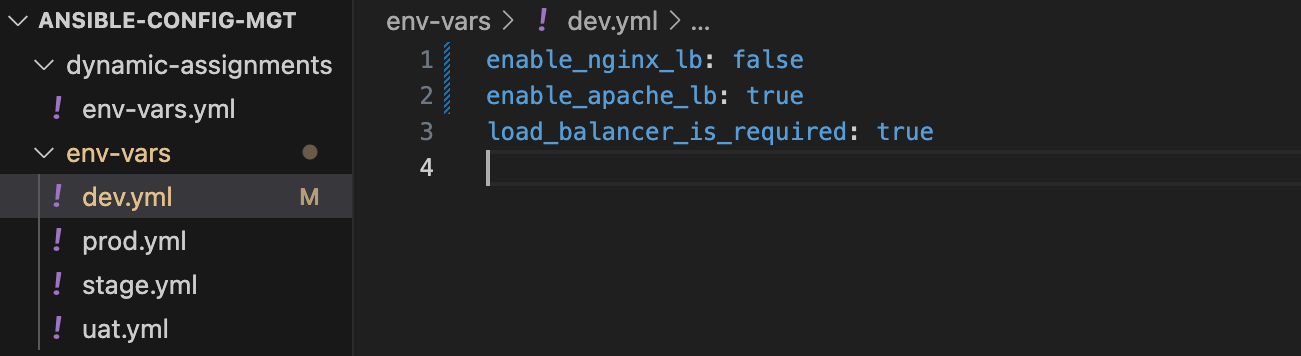 ANSIBLE-CONFIG-MGT
dynamic-assignments
! env-vars.yml
env-vars
! dev.yml M
! prod.yml
! stage.yml
! uat.yml
env-vars > ! dev.yml > ...
1 enable_nginx_lb: false
2 enable_apache_lb: true
3 load_balancer_is_required: true
4